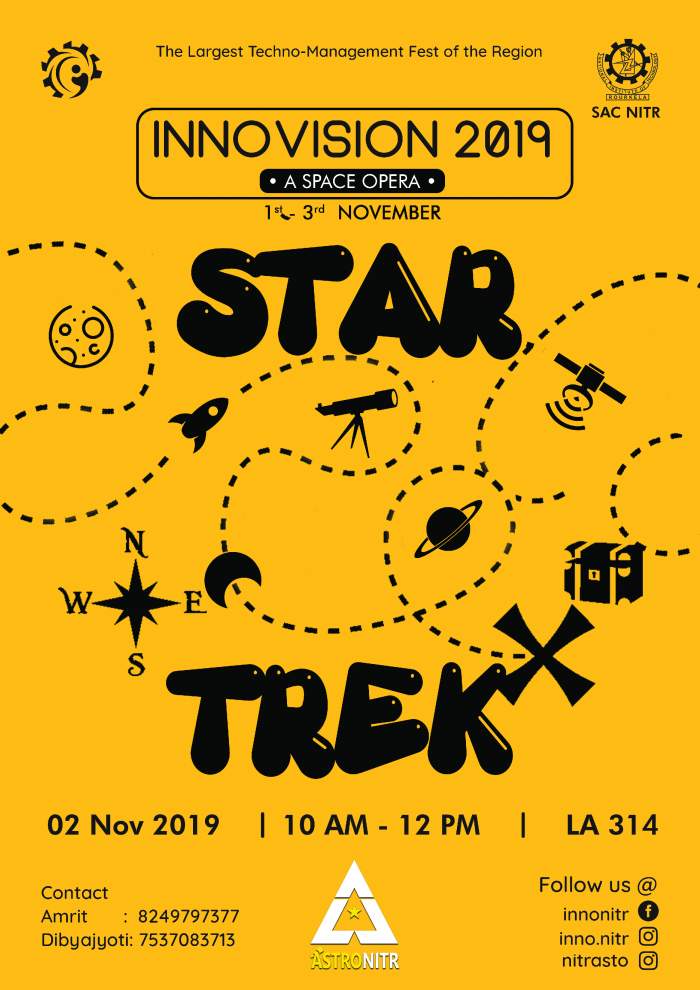 The Largest Techno-Management Fest of the Region
SAC NITR
INNOVISION 2019
• A SPACE OPERA •
1st - 3rd NOVEMBER
STAR
N
W E
S
TREK
02 Nov 2019 | 10 AM - 12 PM | LA 314
Contact
Amrit : 8249797377
Dibyajyoti: 7537083713
ASTRONITR
Follow us @
innonitr
inno.nitr
nitrasto